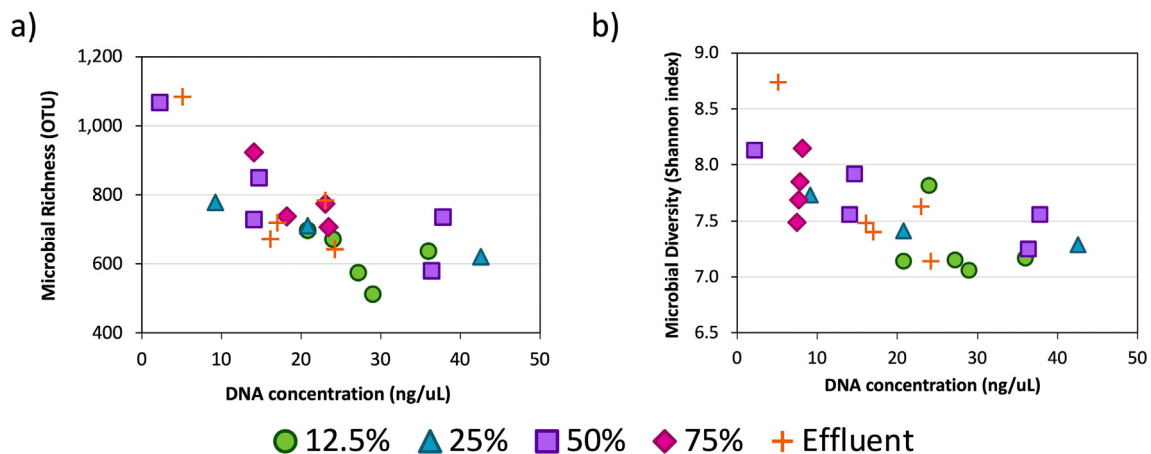 a)
1,200
1,000
800
600
400
0 10 20 30 40 50
Microbial Richness (OTU)
DNA concentration (ng/uL)
b)
9.0
8.5
8.0
7.5
7.0
6.5
0 10 20 30 40 50
Microbial Diversity (Shannon index)
DNA concentration (ng/uL)
12.5% 25% 50% 75% Effluent